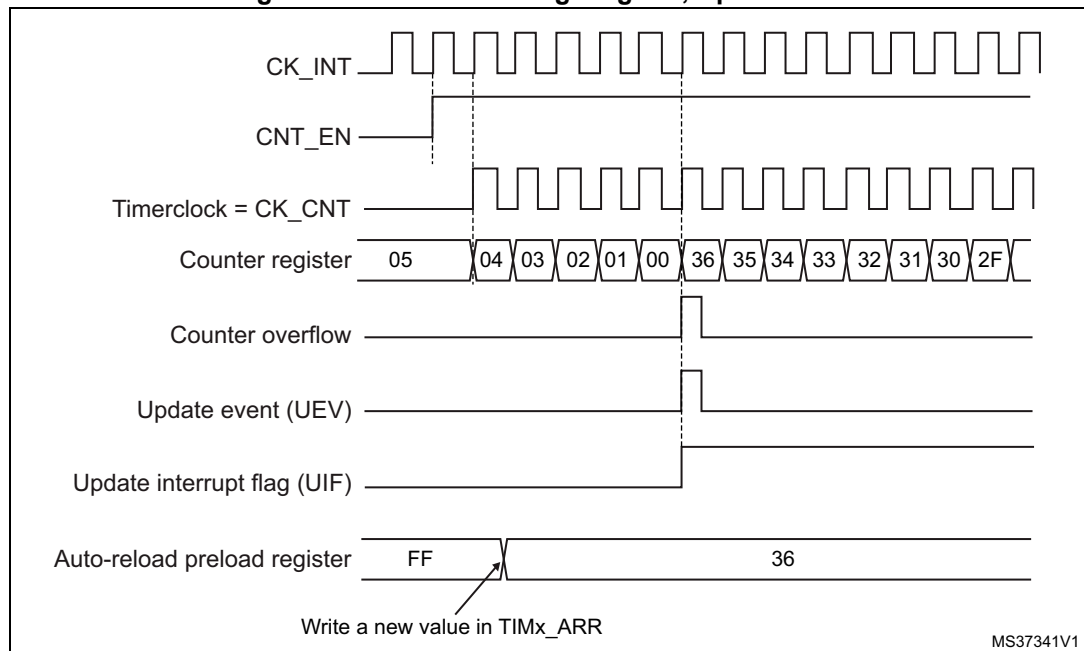 CK_INT
CNT_EN
Timerclock = CK_CNT
Counter register 05 04 03 02 01 00 36 35 34 33 32 31 30 2F
Counter overflow
Update event (UEV)
Update interrupt flag (UIF)
Auto-reload preload register FF 36
Write a new value in TIMx_ARR
MS37341V1